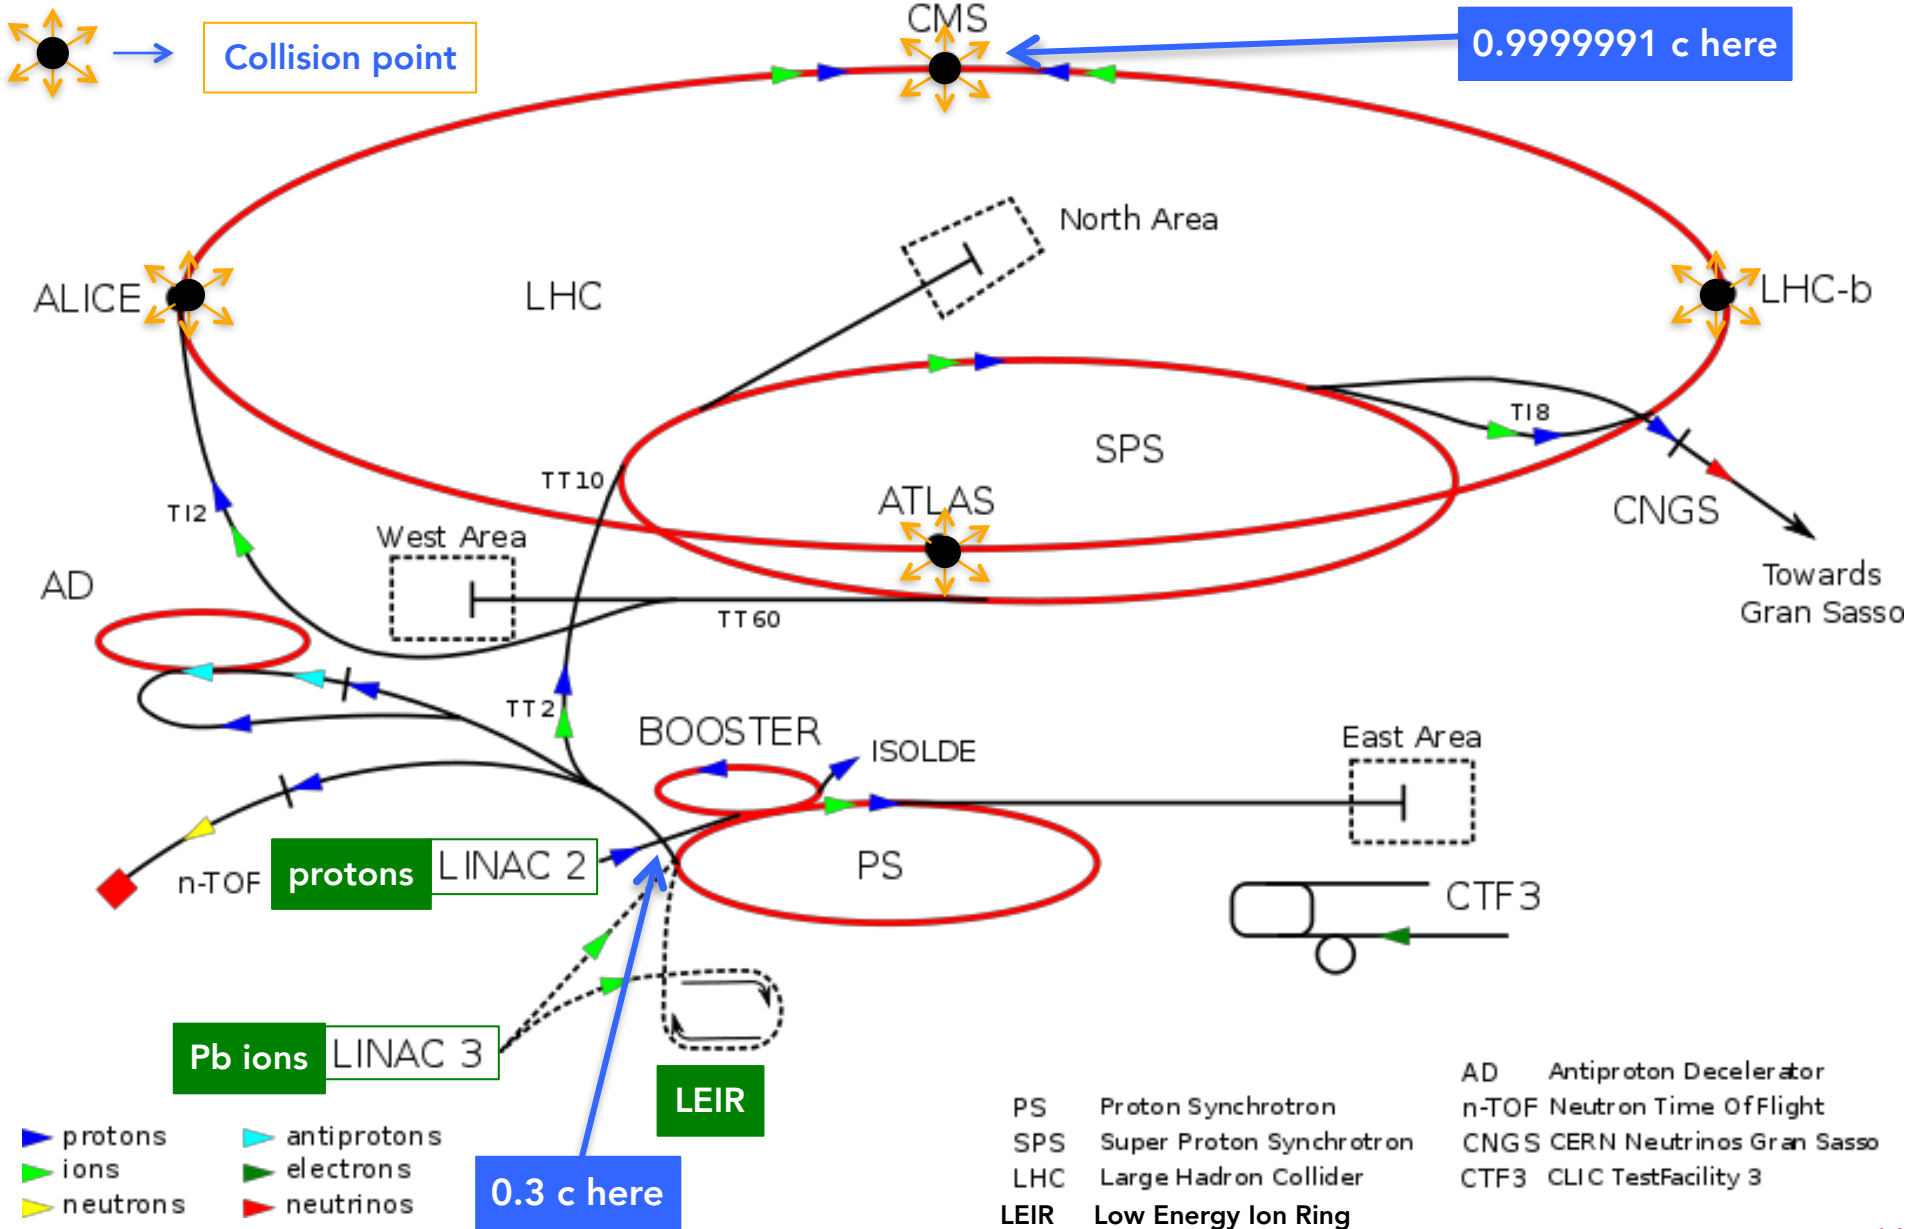 CMS
0.9999991 c here
Collision point
North Area
ALICE
LHC
LHC-b
TI8
SPS
TT10
ATLAS
CNGS
TI2
West Area
AD
Towards
Gran Sasso
TT60
TT2
BOOSTER
ISOLDE
East Area
protons
LINAC 2
PS
n-TOF
CTF3
Pb ions
LINAC 3
LEIR
0.3 c here
protons
ions
neutrons
antiprotons
electrons
neutrinos
PS Proton Synchrotron
SPS Super Proton Synchrotron
LHC Large Hadron Collider
LEIR Low Energy Ion Ring
AD Antiproton Decelerator
n-TOF Neutron Time Of Flight
CNGS CERN Neutrinos Gran Sasso
CTF3 CLIC TestFacility 3